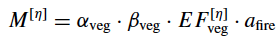 M^{[η]} = α_{veg} · β_{veg} · EF_{veg}^{[η]} · a_{fire}